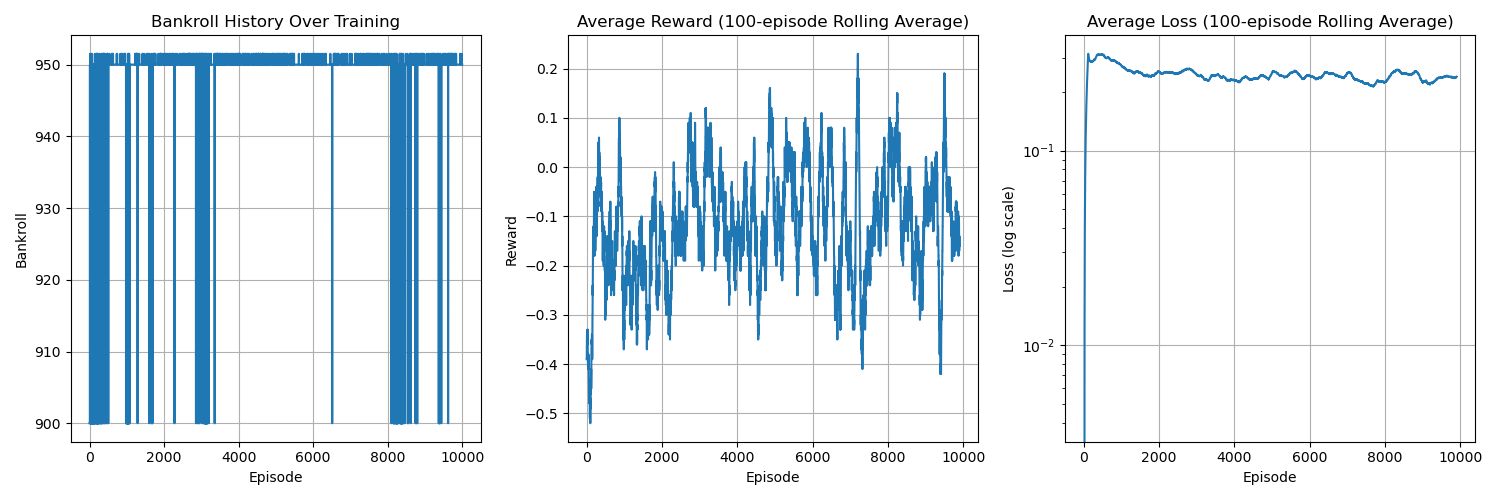 Bankroll History Over Training
Bankroll
950
940
930
920
910
900
0 2000 4000 6000 8000 10000
Episode
Average Reward (100-episode Rolling Average)
Reward
0.2
0.1
0.0
−0.1
−0.2
−0.3
−0.4
−0.5
0 2000 4000 6000 8000 10000
Episode
Average Loss (100-episode Rolling Average)
Loss (log scale)
10⁻¹
10⁻²
0 2000 4000 6000 8000 10000
Episode